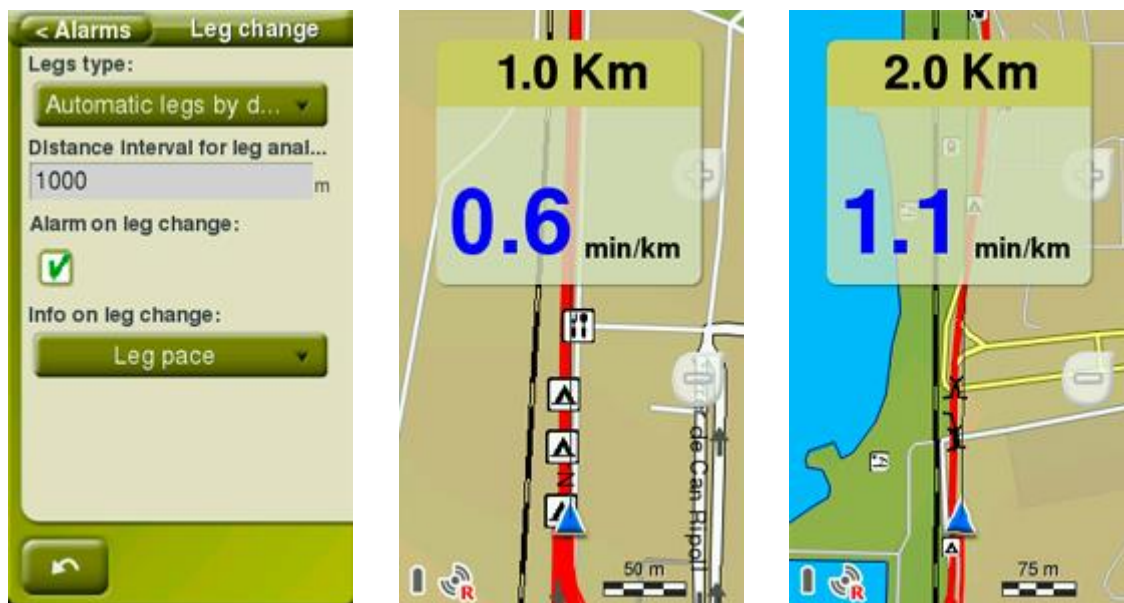 < Alarms
Leg change
Legs type:
Automatic legs by d...
Distance interval for leg anal...
1000
m
Alarm on leg change:
Info on leg change:
Leg pace
1.0 Km
0.6 min/km
N
de Can Ripoll
50 m
R
2.0 Km
1.1 min/km
75 m
R